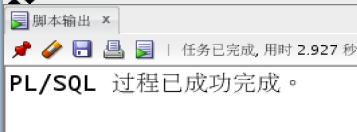 脚本输出 ×
任务已完成, 用时 2.927 秒
PL/SQL 过程已成功完成。